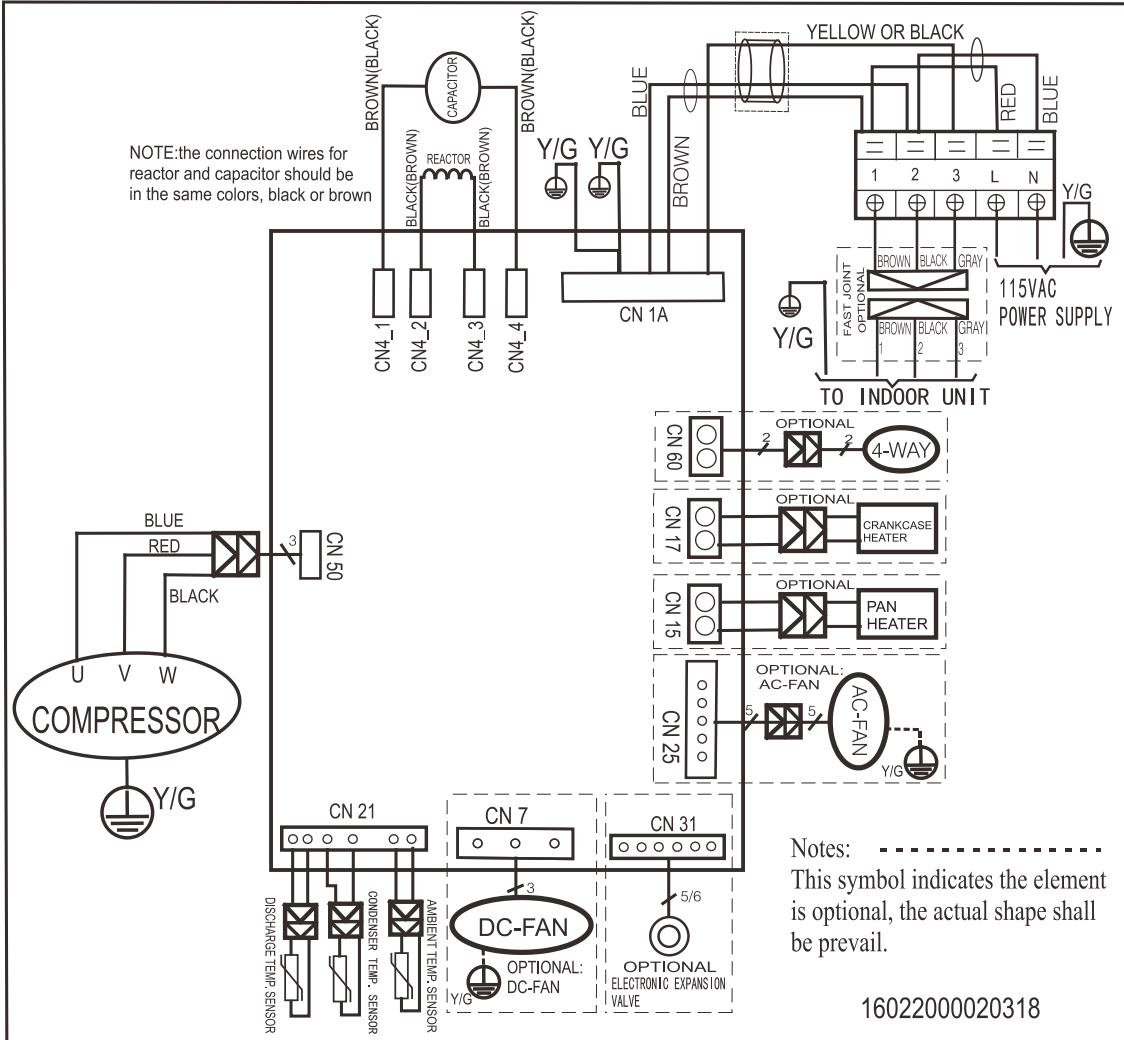 YELLOW OR BLACK
BROWN(BLACK)
CAPACITOR
BROWN(BLACK)
BLUE
BROWN
RED
BLUE
NOTE:the connection wires for
reactor and capacitor should be
in the same colors, black or brown
REACTOR
BLACK(BROWN)
BLACK(BROWN)
Y/G Y/G
1 2 3 L N
Y/G
CN4_1
CN4_2
CN4_3
CN4_4
CN 1A
FAST JOINT
OPTIONAL
BROWN BLACK GRAY
BROWN BLACK GRAY
1 2 3
115VAC
POWER SUPPLY
Y/G
TO INDOOR UNIT
CN 60
OPTIONAL
2 2
4-WAY
CN 17
OPTIONAL
CRANKCASE
HEATER
CN 15
OPTIONAL
PAN
HEATER
CN 25
OPTIONAL:
AC-FAN
5 5
AC-FAN
Y/G
BLUE
RED
BLACK
3
CN 50
U V W
COMPRESSOR
Y/G
CN 21
DISCHARGE TEMP. SENSOR
CONDENSER TEMP. SENSOR
AMBIENT TEMP. SENSOR
CN 7
3
DC-FAN
OPTIONAL:
DC-FAN
Y/G
CN 31
5/6
OPTIONAL
ELECTRONIC EXPANSION
VALVE
Notes:
This symbol indicates the element
is optional, the actual shape shall
be prevail.
16022000020318